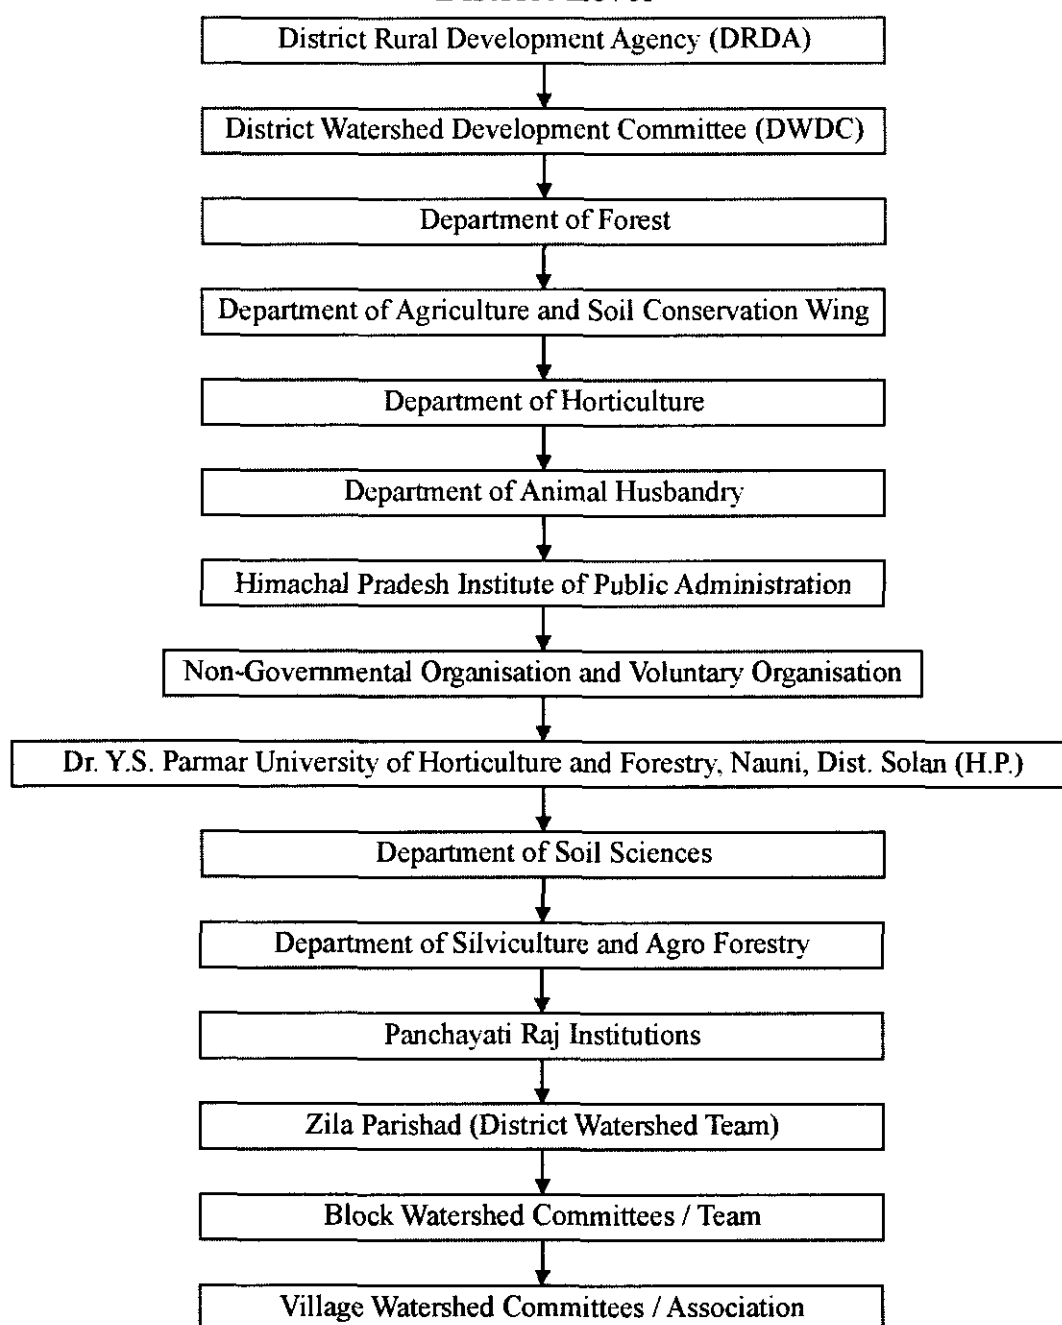 District Rural Development Agency (DRDA)
District Watershed Development Committee (DWDC)
Department of Forest
Department of Agriculture and Soil Conservation Wing
Department of Horticulture
Department of Animal Husbandry
Himachal Pradesh Institute of Public Administration
Non-Governmental Organisation and Voluntary Organisation
Dr. Y.S. Parmar University of Horticulture and Forestry, Nauni, Dist. Solan (H.P.)
Department of Soil Sciences
Department of Silviculture and Agro Forestry
Panchayati Raj Institutions
Zila Parishad (District Watershed Team)
Block Watershed Committees / Team
Village Watershed Committees / Association